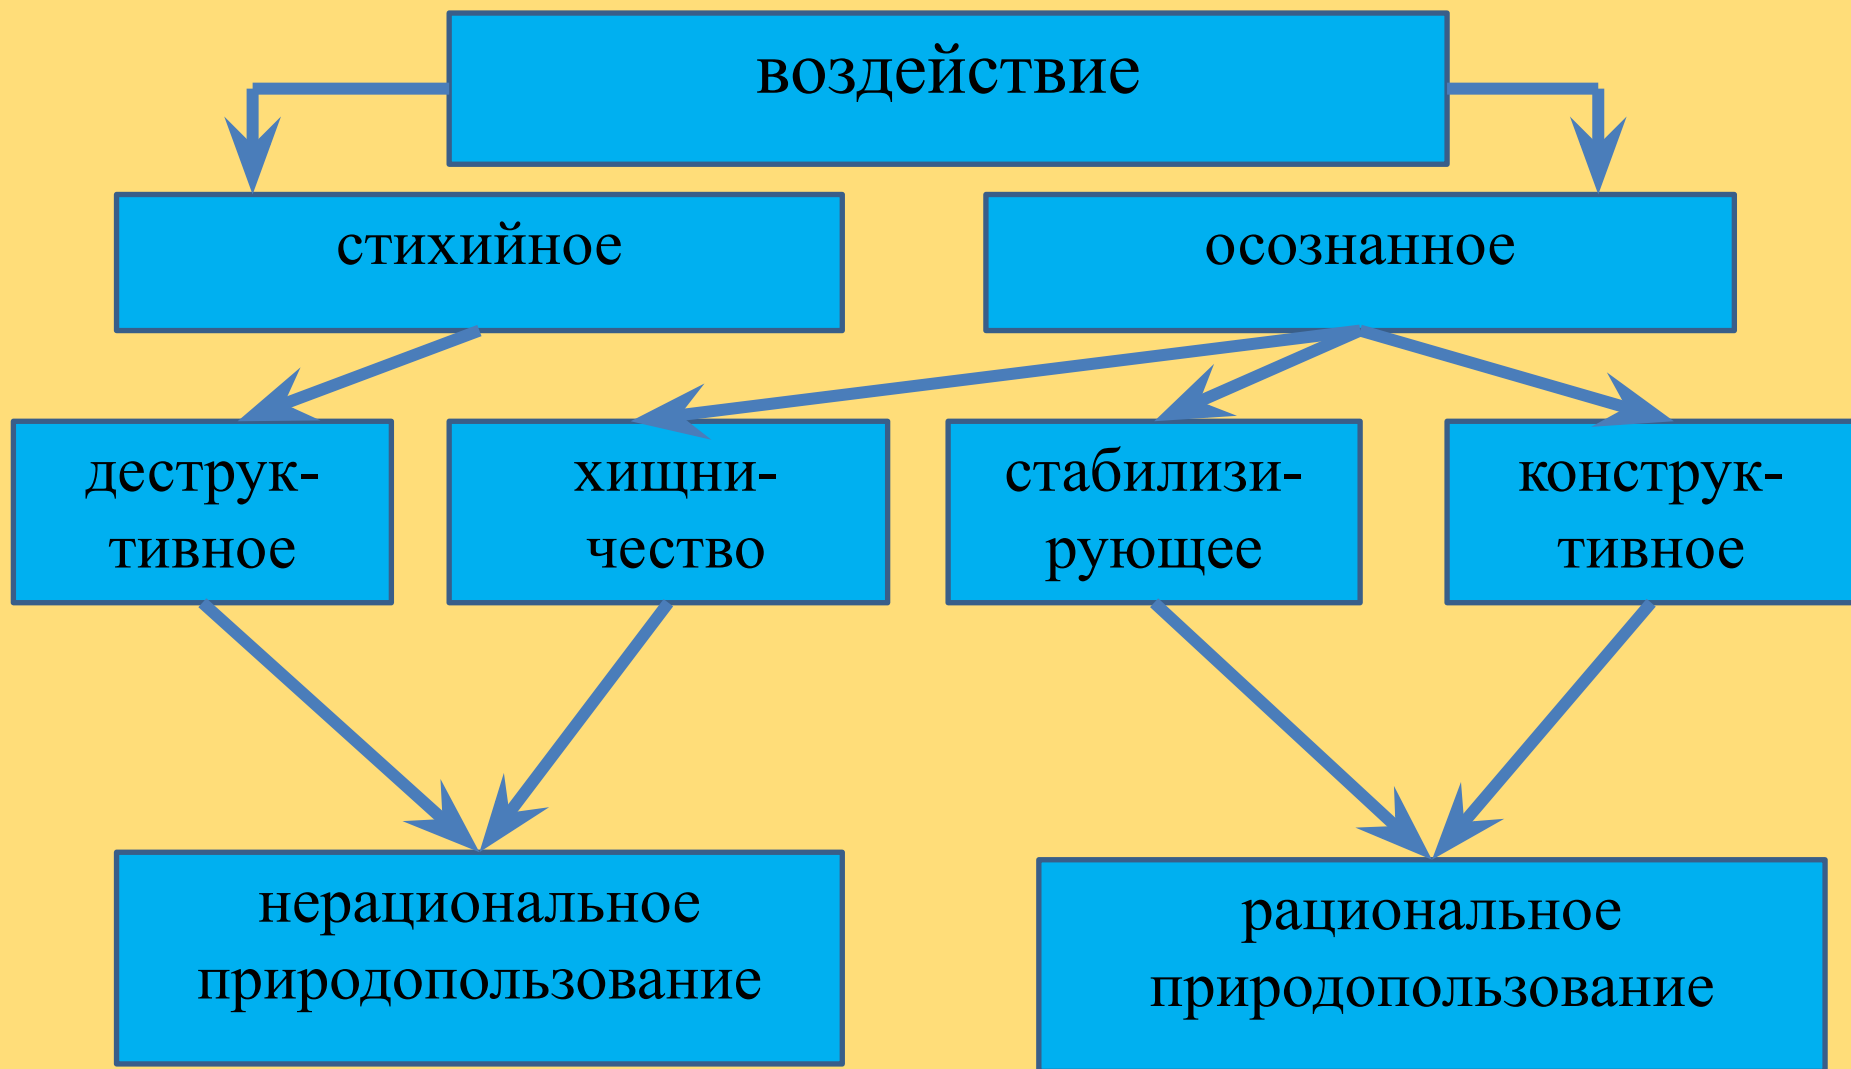 воздействие
стихийное
осознанное
деструк-
тивное
хищни-
чество
стабилизи-
рующее
конструк-
тивное
нерациональное
природопользование
рациональное
природопользование